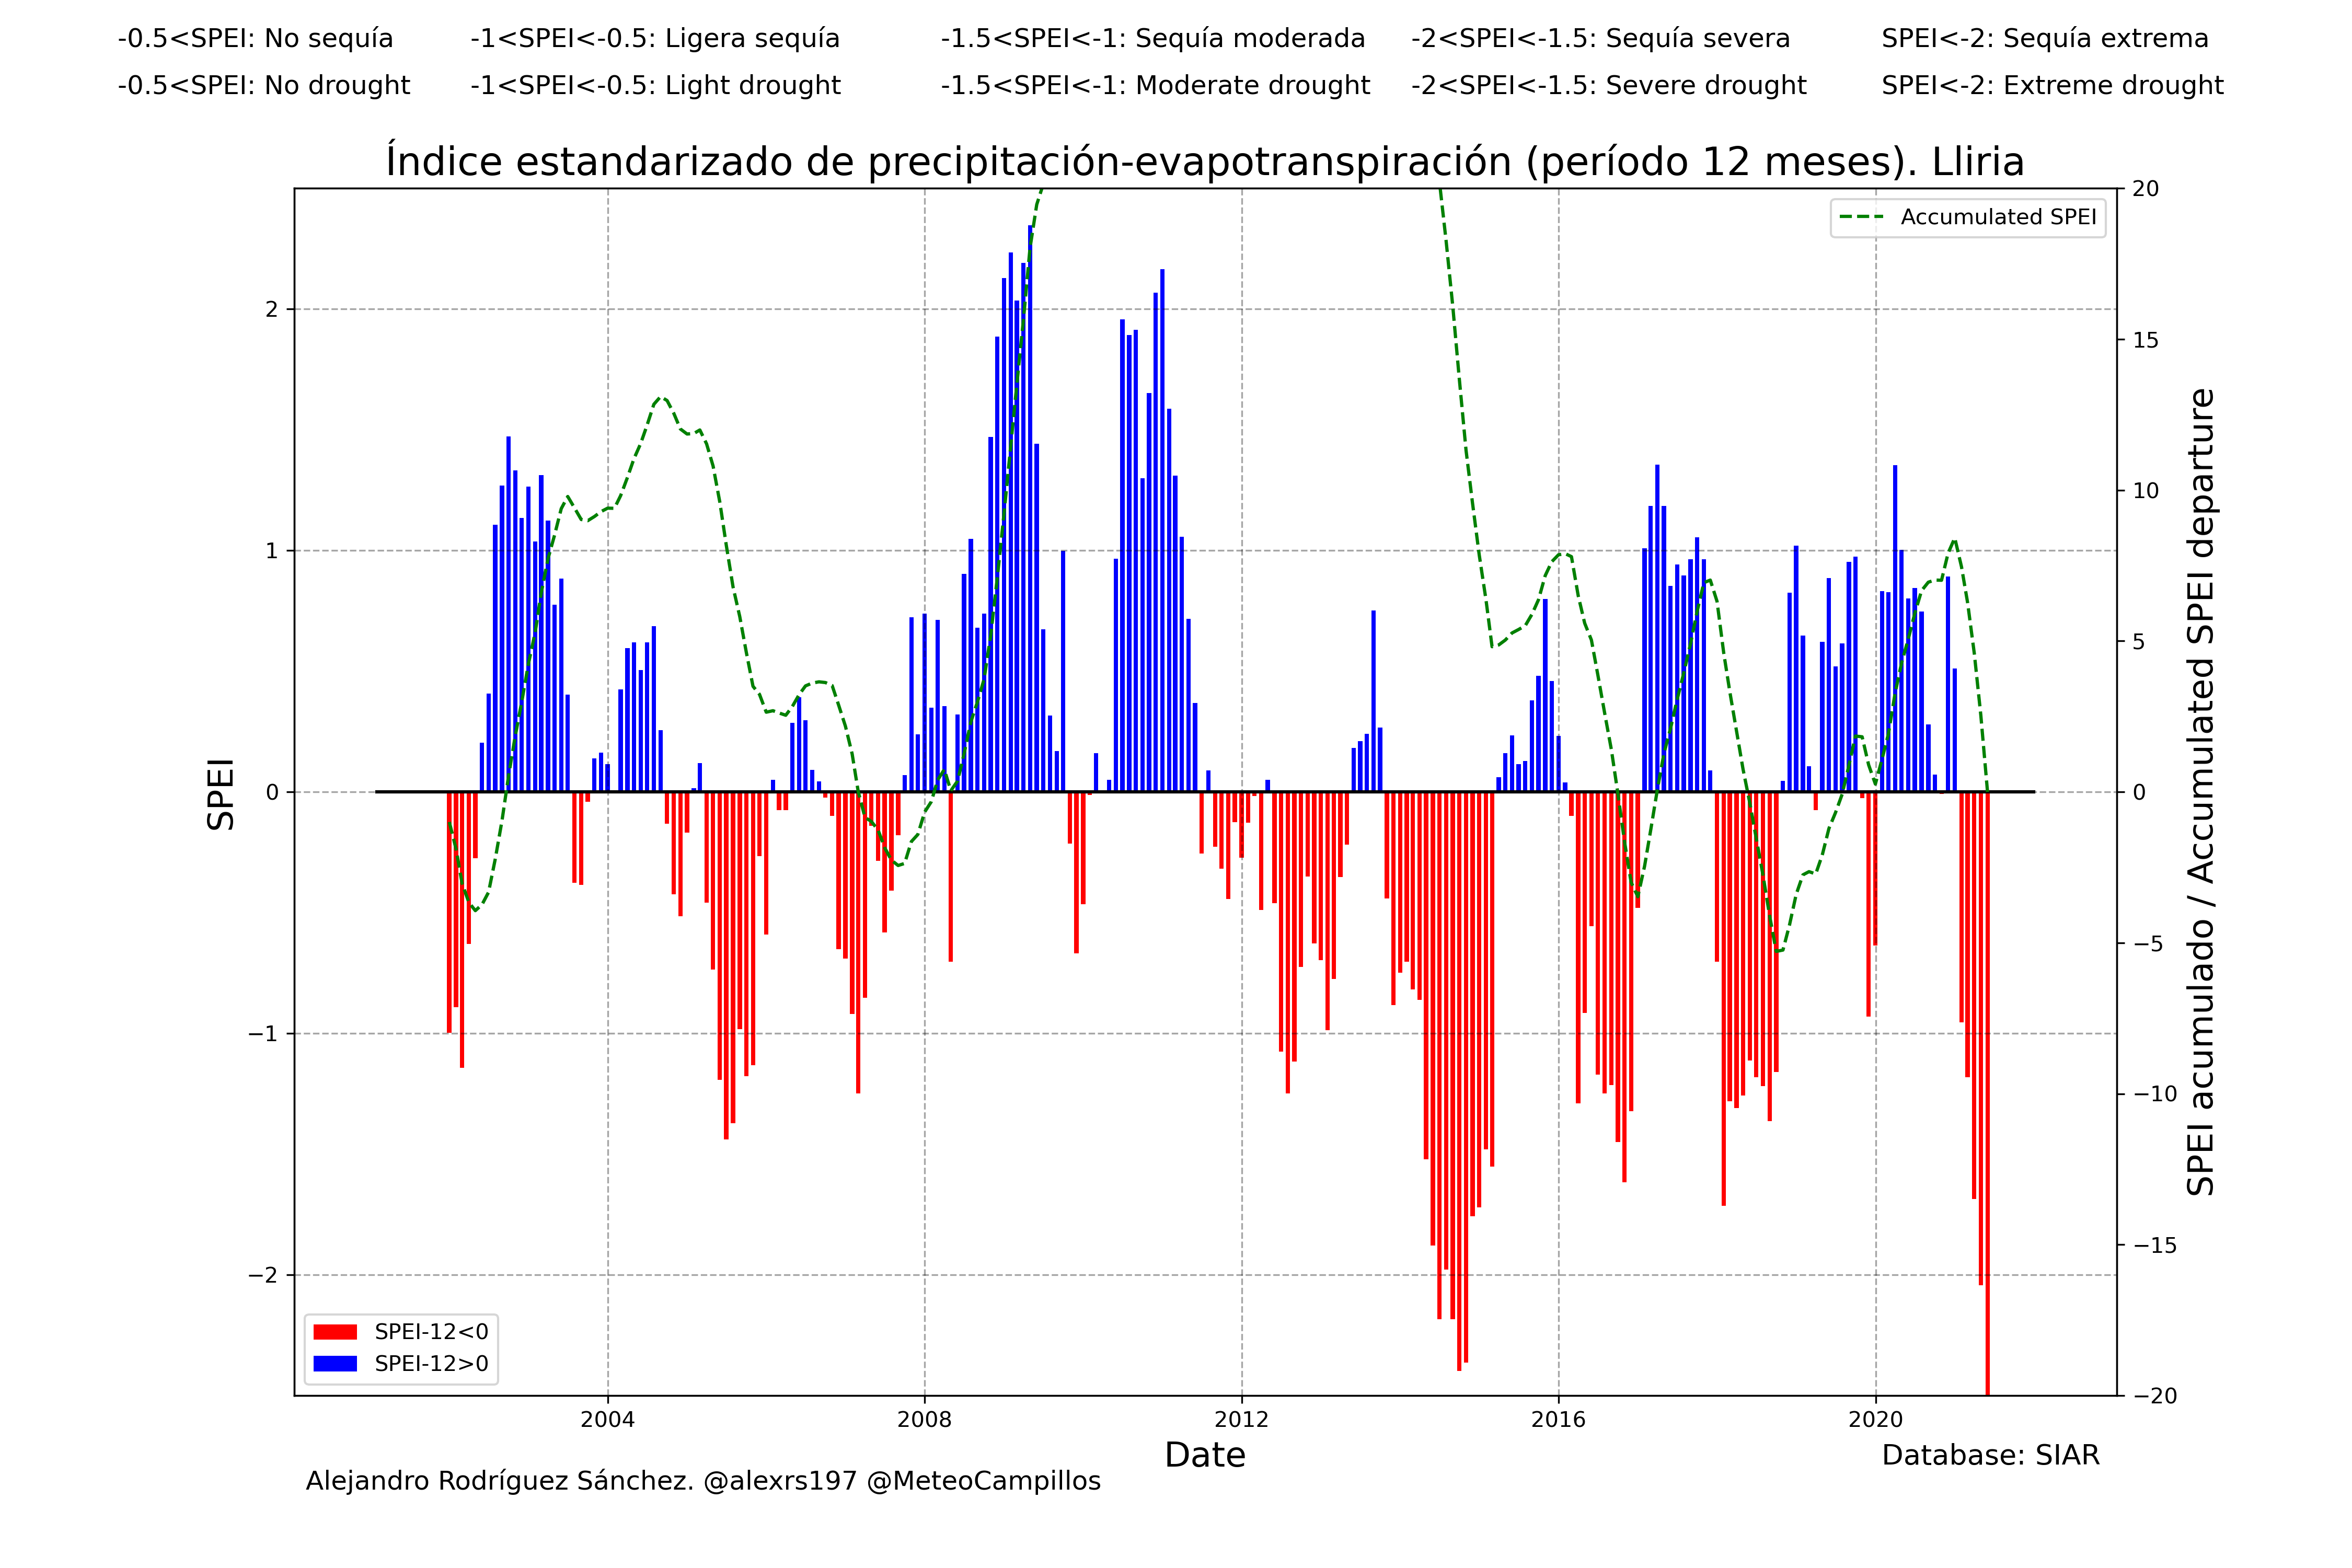 -0.5<SPEI: No sequía -1<SPEI<-0.5: Ligera sequía -1.5<SPEI<-1: Sequía moderada -2<SPEI<-1.5: Sequía severa SPEI<-2: Sequía extrema
-0.5<SPEI: No drought -1<SPEI<-0.5: Light drought -1.5<SPEI<-1: Moderate drought -2<SPEI<-1.5: Severe drought SPEI<-2: Extreme drought
Índice estandarizado de precipitación-evapotranspiración (período 12 meses). Lliria
Accumulated SPEI
SPEI
2
1
0
−1
−2
20
15
10
5
0
−5
−10
−15
−20
SPEI acumulado / Accumulated SPEI departure
SPEI-12<0
SPEI-12>0
2004 2008 2012 2016 2020
Date
Database: SIAR
Alejandro Rodríguez Sánchez. @alexrs197 @MeteoCampillos